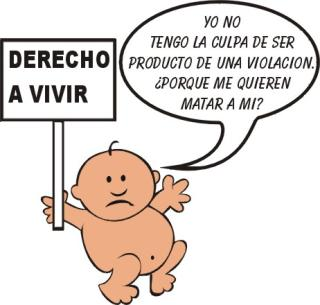 DERECHO
A VIVIR
YO NO
TENGO LA CULPA DE SER
PRODUCTO DE UNA VIOLACION.
¿PORQUE ME QUIEREN
MATAR A MI?